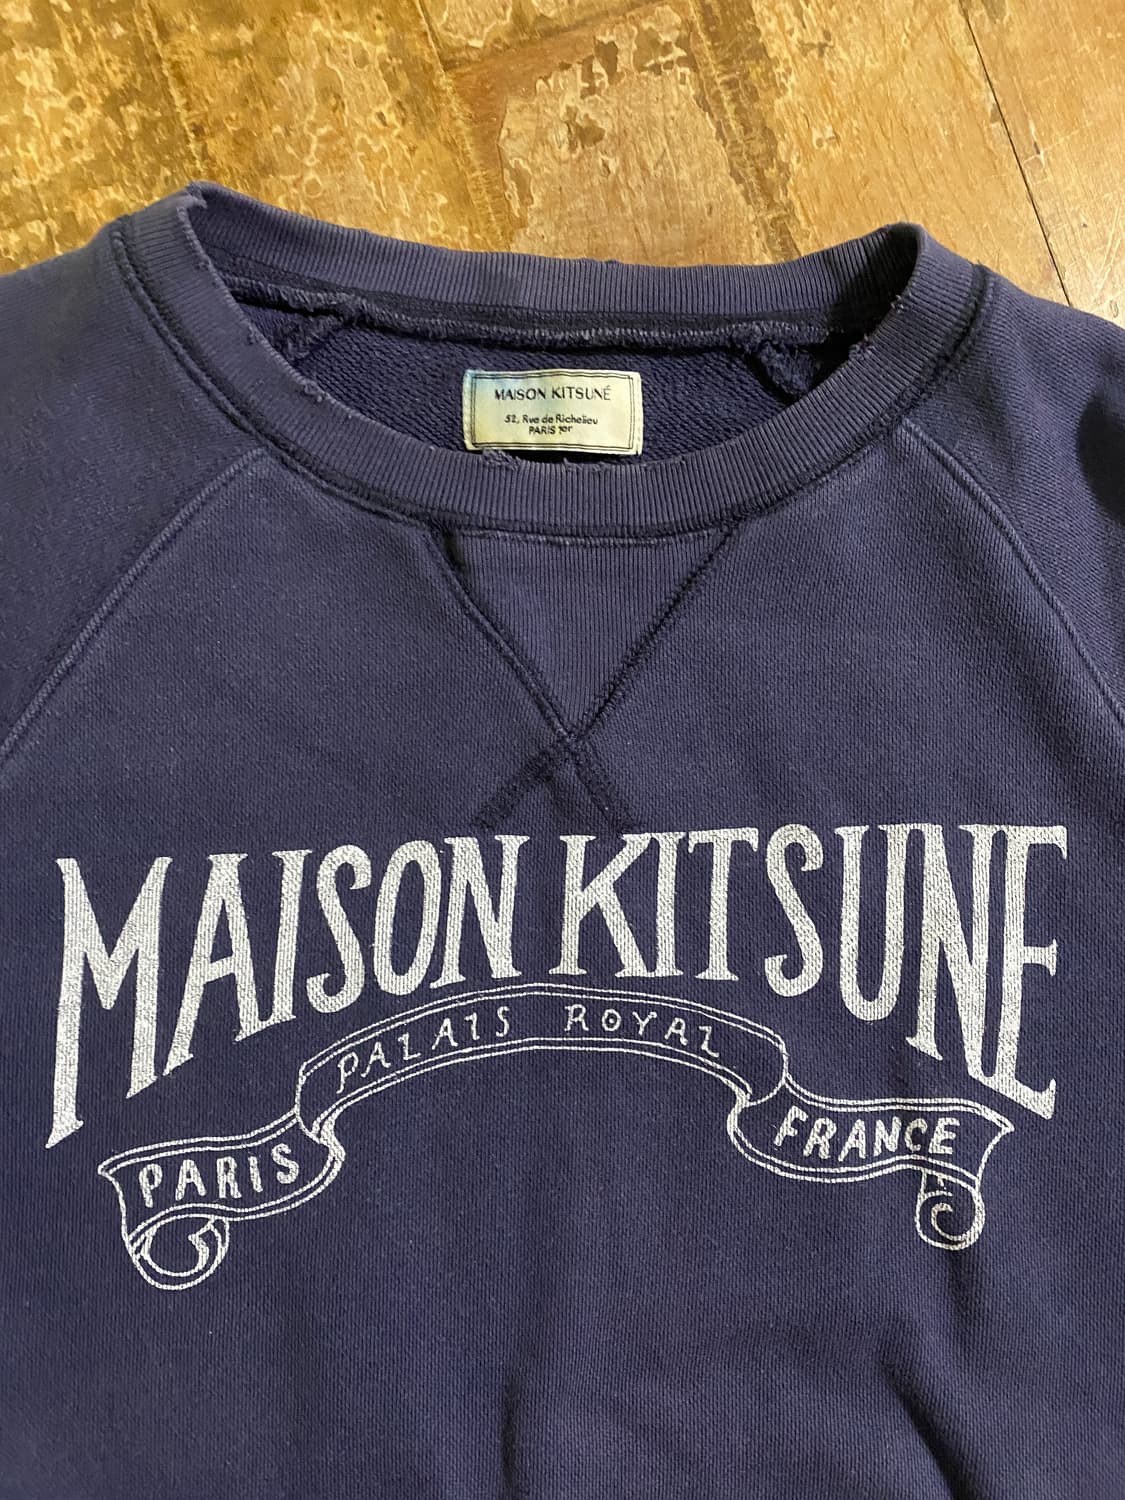 MAISON KITSUNÉ
52, Rue de Richelieu
PARIS 1er
MAISON KITSUNE
PALAIS ROYAL
PARIS
FRANCE